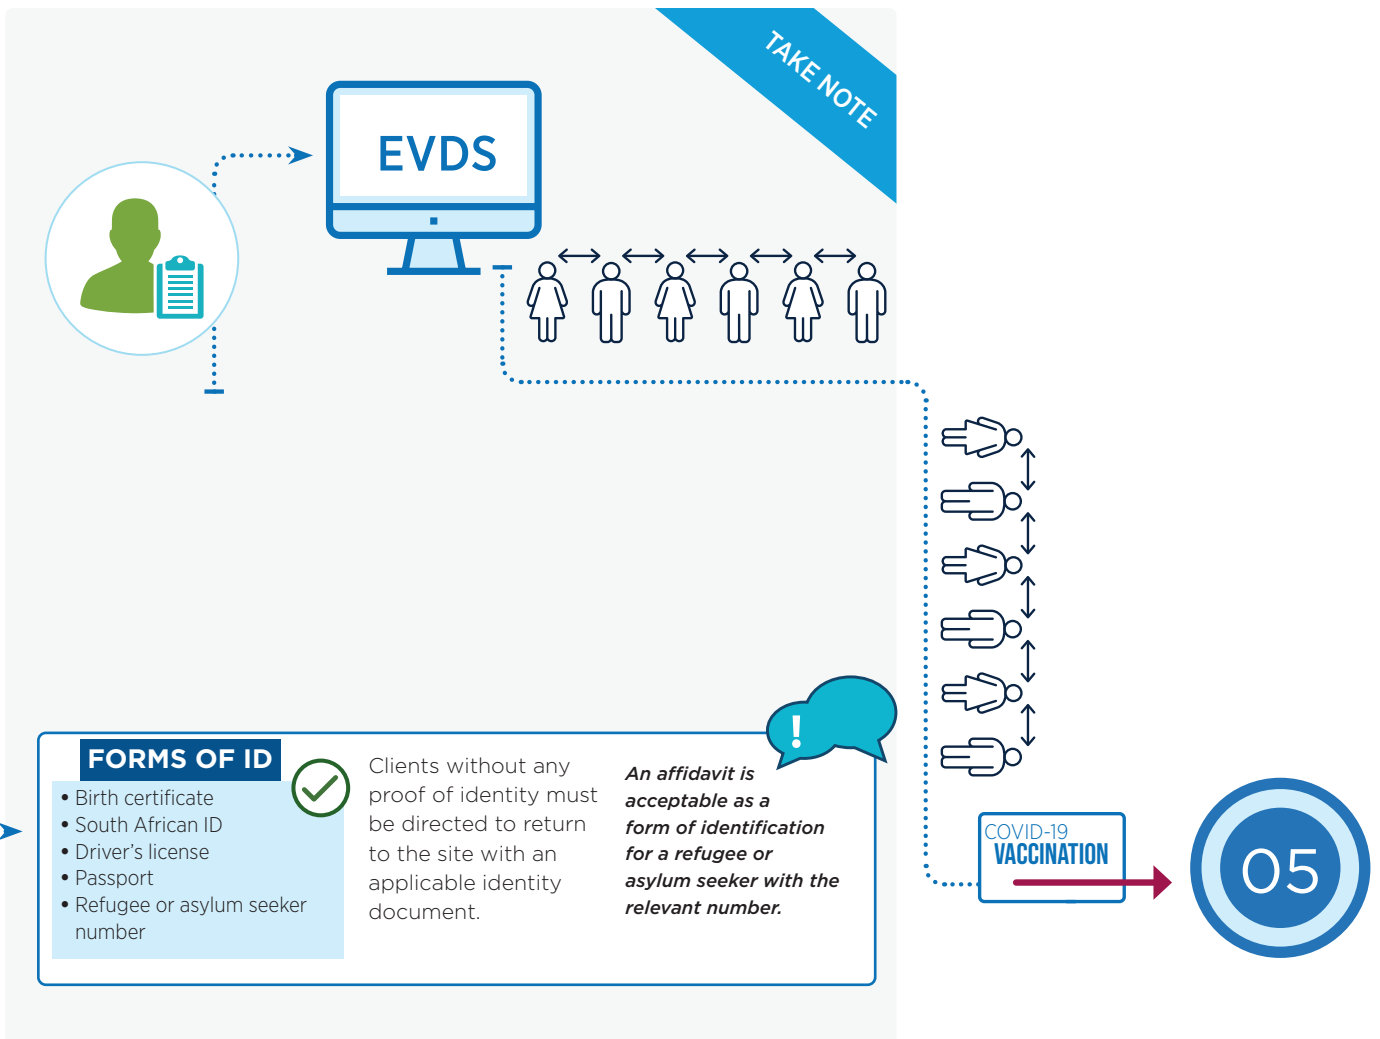 TAKE NOTE
EVDS
FORMS OF ID
• Birth certificate
• South African ID
• Driver's license
• Passport
• Refugee or asylum seeker
number
Clients without any
proof of identity must
be directed to return
to the site with an
applicable identity
document.
!
An affidavit is
acceptable as a
form of identification
for a refugee or
asylum seeker with the
relevant number.
COVID-19
VACCINATION
05